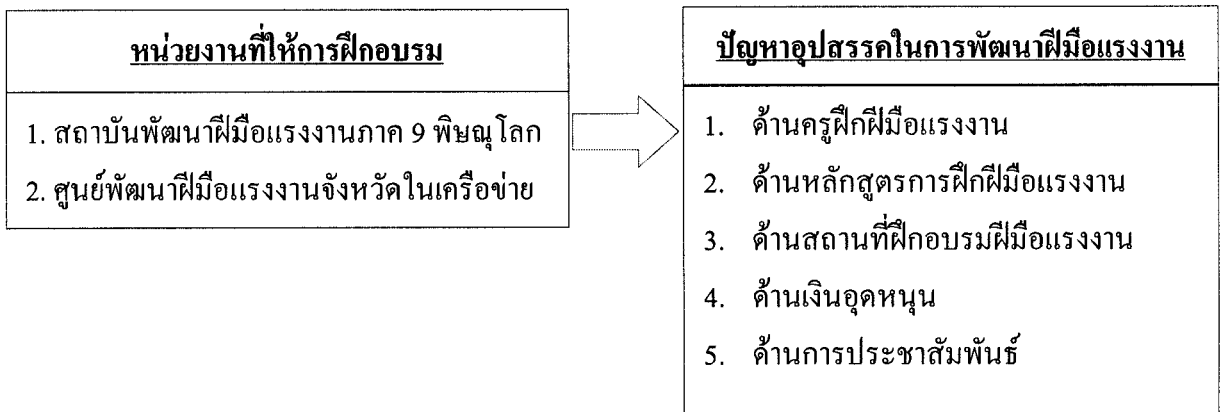 หน่วยงานที่ให้การฝึกอบรม
1. สถาบันพัฒนาฝีมือแรงงานภาค 9 พิษณุโลก
2. ศูนย์พัฒนาฝีมือแรงงานจังหวัดในเครือข่าย
ปัญหาอุปสรรคในการพัฒนาฝีมือแรงงาน
1. ด้านครูฝึกฝีมือแรงงาน
2. ด้านหลักสูตรการฝึกฝีมือแรงงาน
3. ด้านสถานที่ฝึกอบรมฝีมือแรงงาน
4. ด้านเงินอุดหนุน
5. ด้านการประชาสัมพันธ์